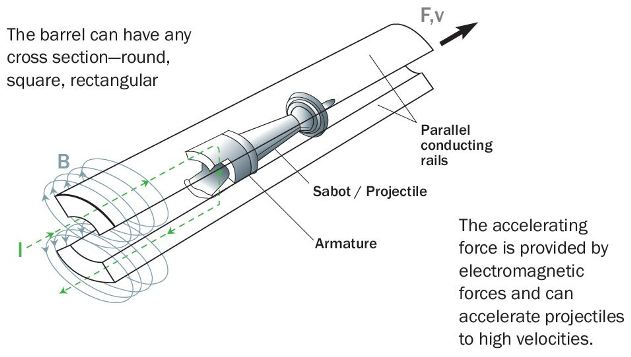 The barrel can have any
cross section—round,
square, rectangular
F,v
Parallel
conducting
rails
B
Sabot / Projectile
I
Armature
The accelerating
force is provided by
electromagnetic
forces and can
accelerate projectiles
to high velocities.